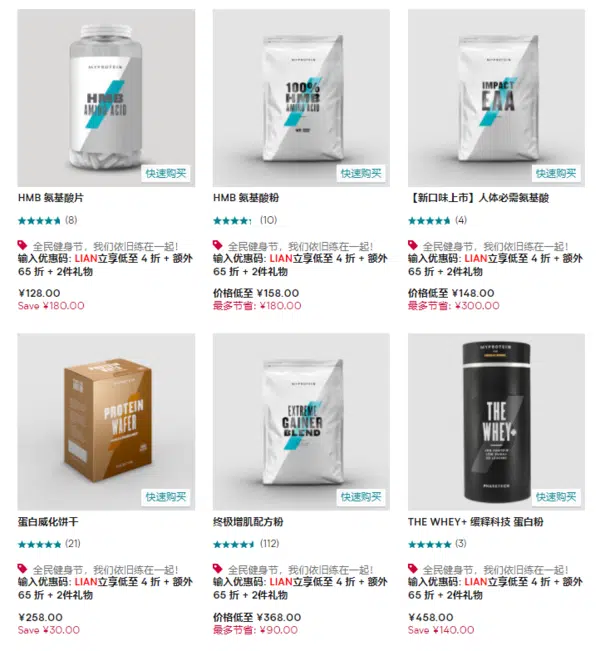 MYPROTEIN
HMB
AMINO ACID
快速购买
MYPROTEIN
100%
HMB
AMINO ACID
快速购买
MYPROTEIN
IMPACT
EAA
快速购买
HMB 氨基酸片
(8)
全民健身节，我们依旧练在一起！
输入优惠码: LIAN立享低至 4 折 + 额外
65 折 + 2件礼物
¥128.00
Save ¥180.00
HMB 氨基酸粉
(10)
全民健身节，我们依旧练在一起！
输入优惠码: LIAN立享低至 4 折 + 额外
65 折 + 2件礼物
价格低至 ¥158.00
最多节省: ¥180.00
【新口味上市】人体必需氨基酸
(4)
全民健身节，我们依旧练在一起！
输入优惠码: LIAN立享低至 4 折 + 额外
65 折 + 2件礼物
价格低至 ¥148.00
最多节省: ¥300.00
PROTEIN
WAFER
快速购买
MYPROTEIN
EXTREME
GAINER
BLEND
快速购买
MYPROTEIN
THE
WHEY+
快速购买
蛋白威化饼干
(21)
全民健身节，我们依旧练在一起！
输入优惠码: LIAN立享低至 4 折 + 额外
65 折 + 2件礼物
¥258.00
Save ¥30.00
终极增肌配方粉
(112)
全民健身节，我们依旧练在一起！
输入优惠码: LIAN立享低至 4 折 + 额外
65 折 + 2件礼物
价格低至 ¥368.00
最多节省: ¥90.00
THE WHEY+ 缓释科技 蛋白粉
(3)
全民健身节，我们依旧练在一起！
输入优惠码: LIAN立享低至 4 折 + 额外
65 折 + 2件礼物
¥458.00
Save ¥140.00